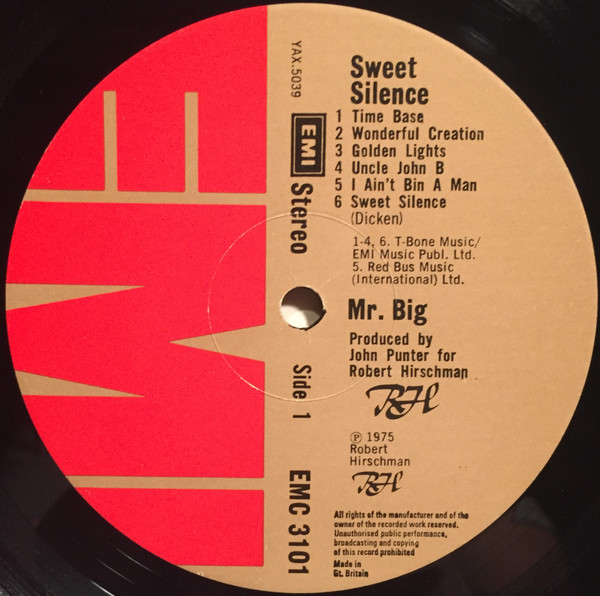 YAX.5039
EMI
Stereo
Side 1
EMC 3101
Sweet
Silence
1 Time Base
2 Wonderful Creation
3 Golden Lights
4 Uncle John B
5 I Ain't Bin A Man
6 Sweet Silence
(Dicken)
1-4, 6. T-Bone Music/
EMI Music Publ. Ltd.
5. Red Bus Music
(International) Ltd.
Mr. Big
Produced by
John Punter for
Robert Hirschman
RH
℗ 1975
Robert
Hirschman
RH
All rights of the manufacturer and of the
owner of the recorded work reserved.
Unauthorised public performance,
broadcasting and copying
of this record prohibited
Made in
Gt. Britain
EMI